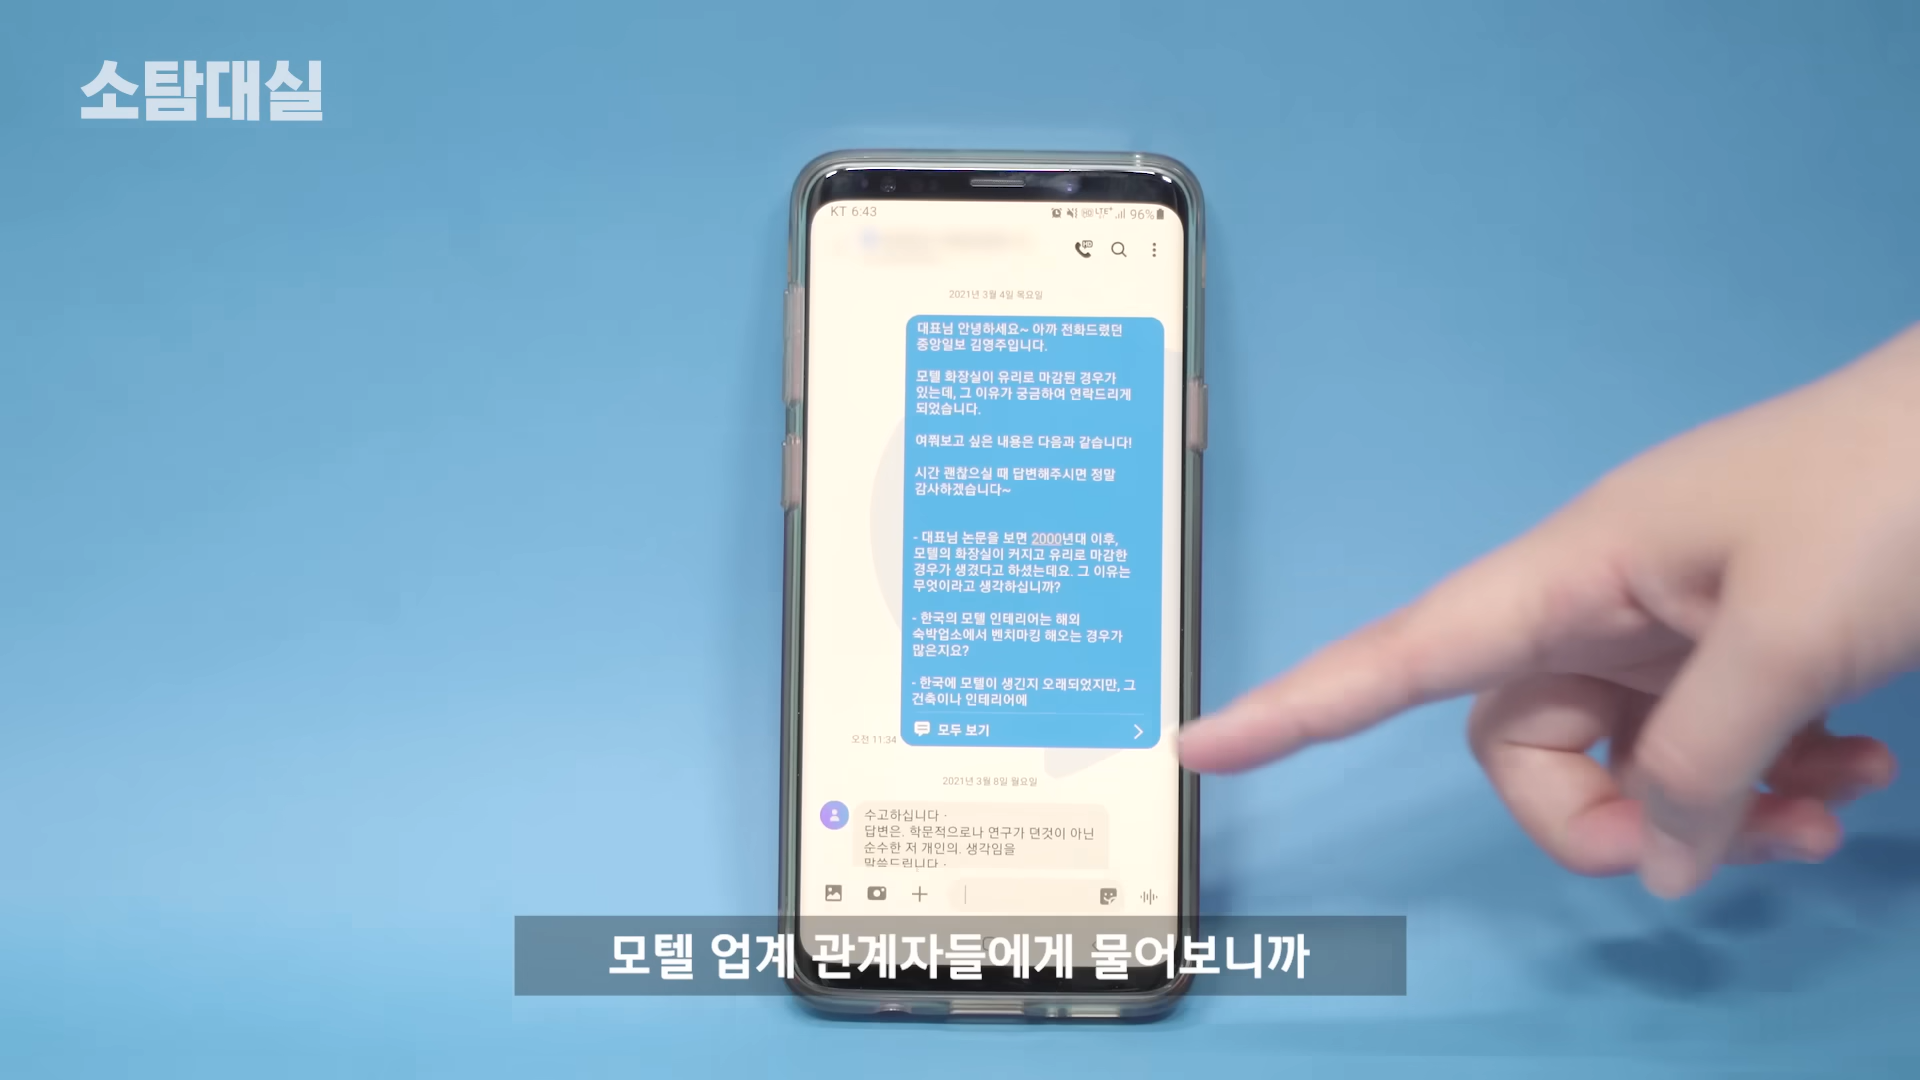 소탐대실
KT 6:43
LTE+
96%
2021년 3월 4일 목요일
대표님 안녕하세요~ 아까 전화드렸던
중앙일보 김영주입니다.
모텔 화장실이 유리로 마감된 경우가
있는데, 그 이유가 궁금하여 연락드리게
되었습니다.
여쭤보고 싶은 내용은 다음과 같습니다!
시간 괜찮으실 때 답변해주시면 정말
감사하겠습니다~
- 대표님 논문을 보면 2000년대 이후,
모텔의 화장실이 커지고 유리로 마감한
경우가 생겼다고 하셨는데요. 그 이유는
무엇이라고 생각하십니까?
- 한국의 모텔 인테리어는 해외
숙박업소에서 벤치마킹 해오는 경우가
많은지요?
- 한국에 모텔이 생긴지 오래되었지만, 그
건축이나 인테리어에
모두 보기
오전 11:34
2021년 3월 8일 월요일
수고하십니다 ·
답변은. 학문적으로나 연구가 뎐것이 아닌
순수한 저 개인의. 생각임을
말씀드립니다 ·
모텔 업계 관계자들에게 물어보니까